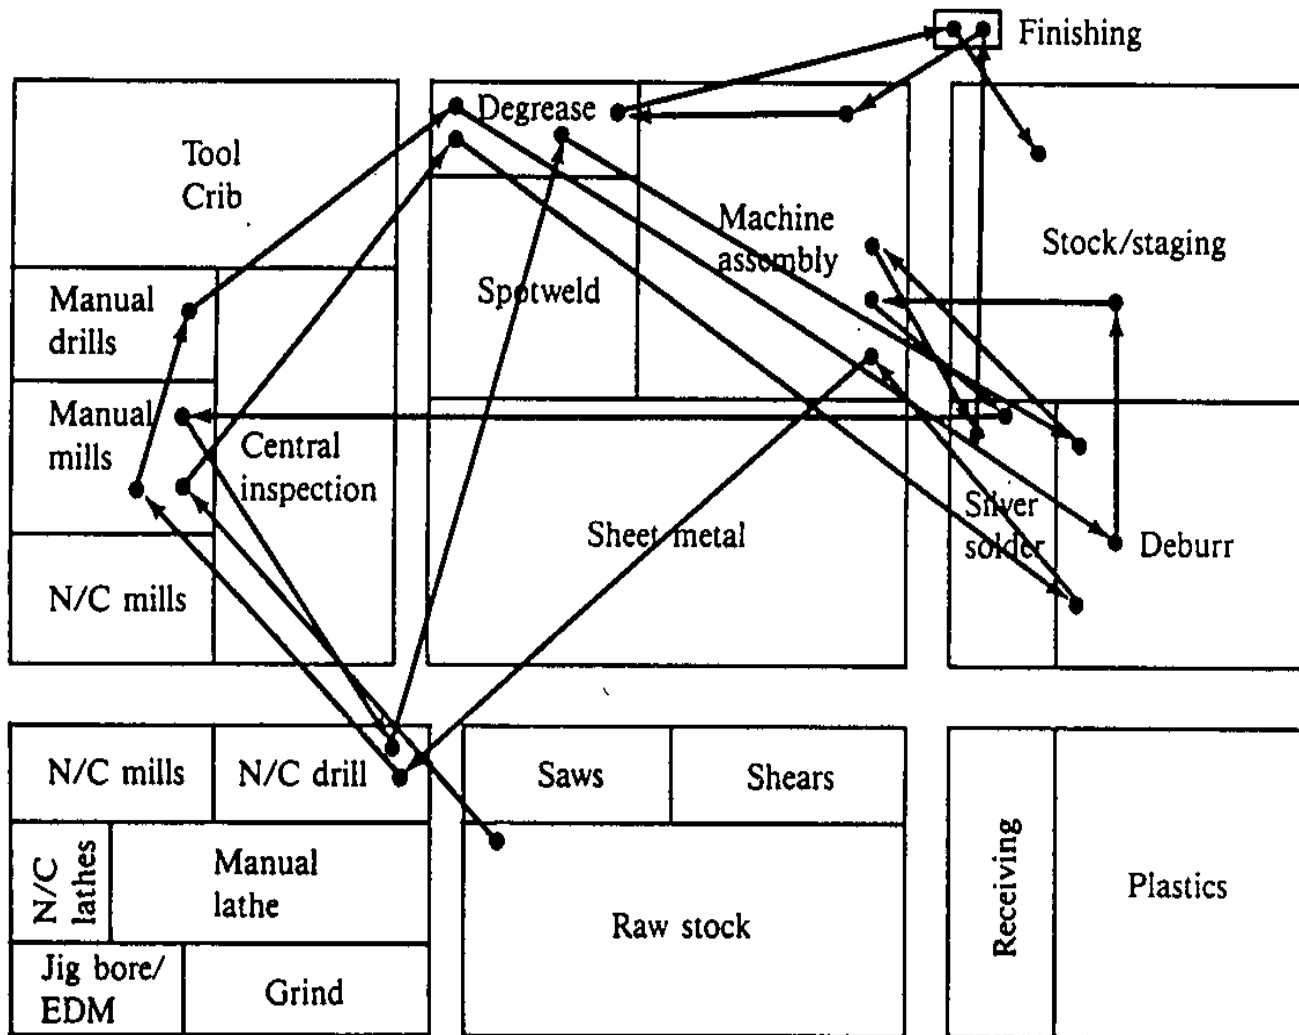 Finishing
Degrease
Tool
Crib
Machine
assembly
Stock/staging
Manual
drills
Spotweld
Manual
mills
Central
inspection
Sheet metal
Silver
solder
Deburr
N/C mills
N/C mills
N/C drill
Saws
Shears
N/C
lathes
Manual
lathe
Raw stock
Receiving
Plastics
Jig bore/
EDM
Grind